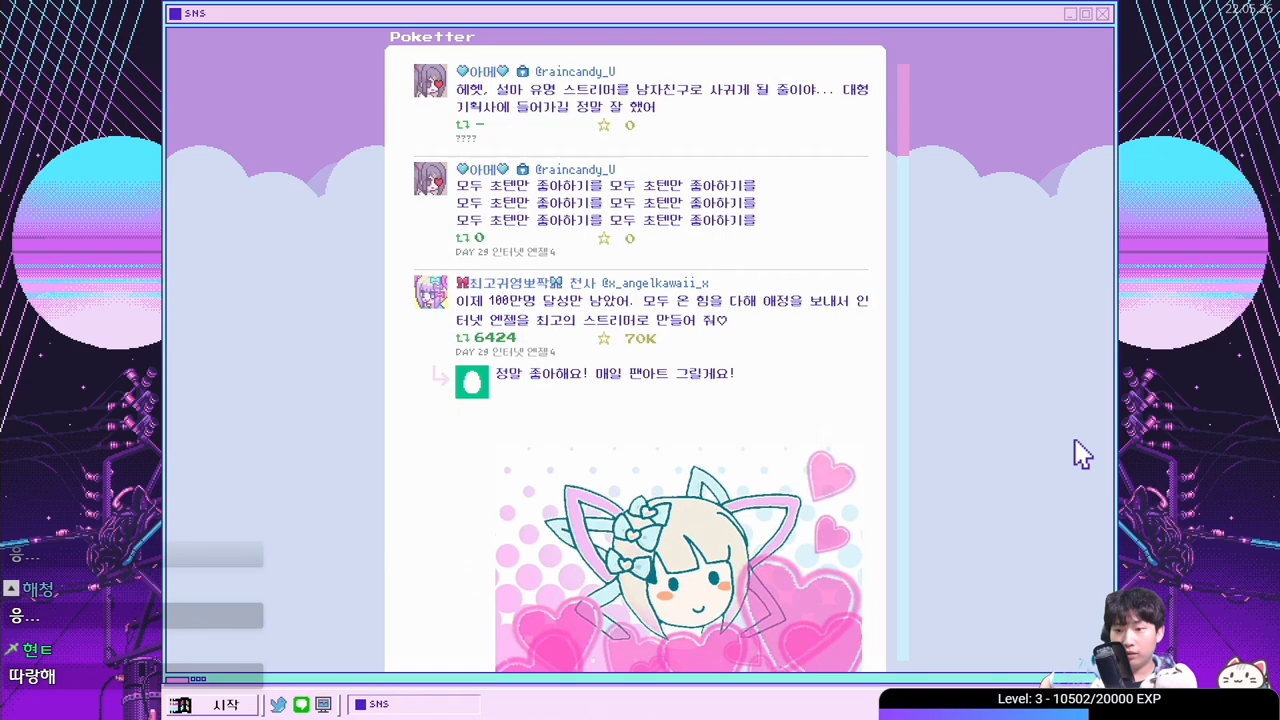 SNS
22.05.26
Poketter
아메 @raincandy_U
헤헷, 설마 유명 스트리머를 남자친구로 사귀게 될 줄이야... 대형
기획사에 들어가길 정말 잘 했어
-
0
????
아메 @raincandy_U
모두 초텐만 좋아하기를 모두 초텐만 좋아하기를
모두 초텐만 좋아하기를 모두 초텐만 좋아하기를
모두 초텐만 좋아하기를 모두 초텐만 좋아하기를
0
0
DAY 29 인터넷 엔젤 4
최고귀염뽀짝 천사 @x_angelkawaii_x
이제 100만명 달성만 남았어. 모두 온 힘을 다해 애정을 보내서 인
터넷 엔젤을 최고의 스트리머로 만들어 줘♡
6424
70K
DAY 29 인터넷 엔젤 4
정말 좋아해요! 매일 팬아트 그릴게요!
응...
해청
응...
현트
따랑해
시작
SNS
Level: 3 - 10502/20000 EXP